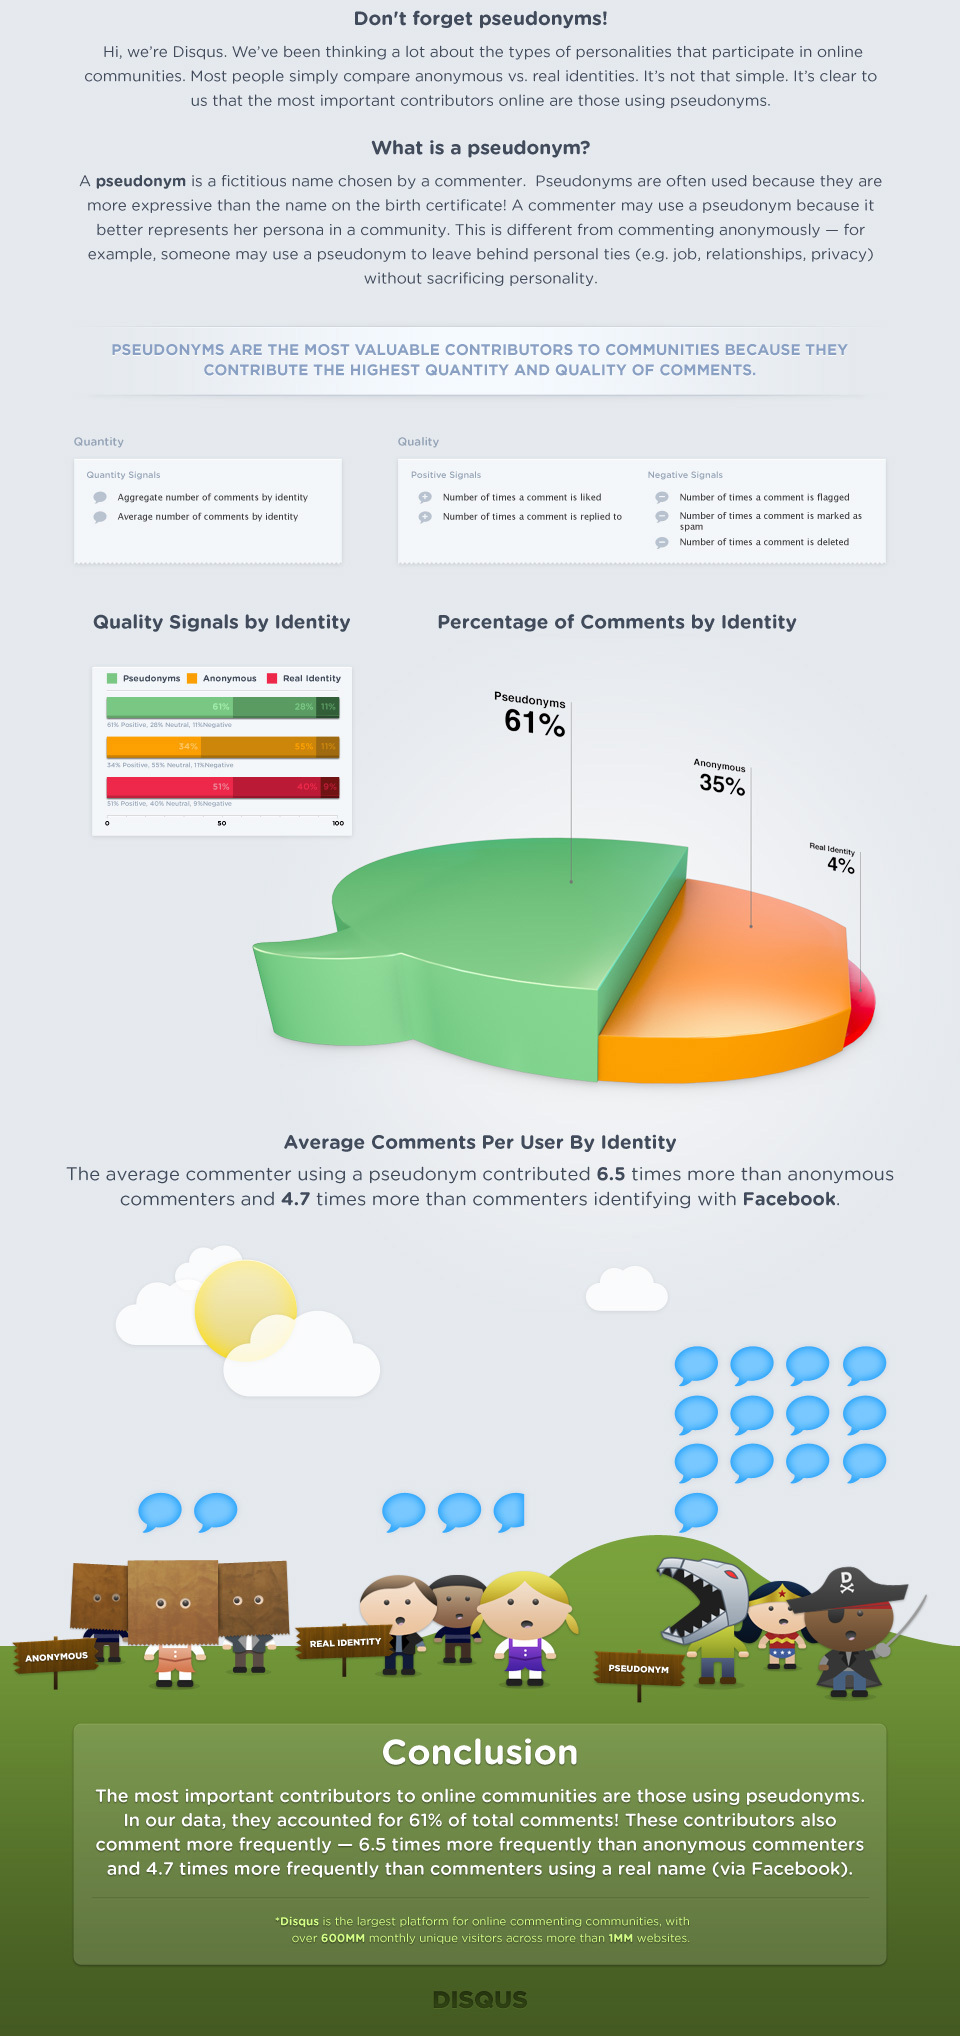 Don't forget pseudonyms!
Hi, we’re Disqus. We’ve been thinking a lot about the types of personalities that participate in online
communities. Most people simply compare anonymous vs. real identities. It’s not that simple. It’s clear to
us that the most important contributors online are those using pseudonyms.
What is a pseudonym?
A pseudonym is a fictitious name chosen by a commenter. Pseudonyms are often used because they are
more expressive than the name on the birth certificate! A commenter may use a pseudonym because it
better represents her persona in a community. This is different from commenting anonymously — for
example, someone may use a pseudonym to leave behind personal ties (e.g. job, relationships, privacy)
without sacrificing personality.
PSEUDONYMS ARE THE MOST VALUABLE CONTRIBUTORS TO COMMUNITIES BECAUSE THEY
CONTRIBUTE THE HIGHEST QUANTITY AND QUALITY OF COMMENTS.
Quantity
Quantity Signals
Aggregate number of comments by identity
Average number of comments by identity
Quality
Positive Signals
Number of times a comment is liked
Number of times a comment is replied to
Negative Signals
Number of times a comment is flagged
Number of times a comment is marked as
spam
Number of times a comment is deleted
Quality Signals by Identity
Pseudonyms Anonymous Real Identity
61% 28% 11%
61% Positive, 28% Neutral, 11%Negative
34% 55% 11%
34% Positive, 55% Neutral, 11%Negative
51% 40% 9%
51% Positive, 40% Neutral, 9%Negative
0 50 100
Percentage of Comments by Identity
Pseudonyms
61%
Anonymous
35%
Real Identity
4%
Average Comments Per User By Identity
The average commenter using a pseudonym contributed 6.5 times more than anonymous
commenters and 4.7 times more than commenters identifying with Facebook.
D
ANONYMOUS
REAL IDENTITY
PSEUDONYM
Conclusion
The most important contributors to online communities are those using pseudonyms.
In our data, they accounted for 61% of total comments! These contributors also
comment more frequently — 6.5 times more frequently than anonymous commenters
and 4.7 times more frequently than commenters using a real name (via Facebook).
*Disqus is the largest platform for online commenting communities, with
over 600MM monthly unique visitors across more than 1MM websites.
DISQUS